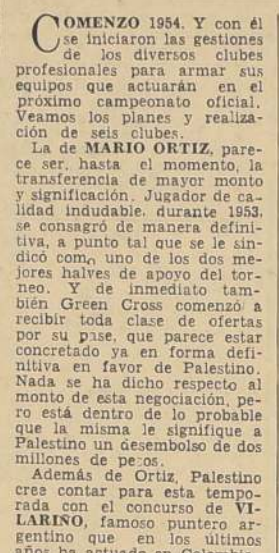 COMENZO 1954. Y con él
se iniciaron las gestiones
de los diversos clubes
profesionales para armar sus
equipos que actuarán en el
próximo campeonato oficial.
Veamos los planes y realiza-
ción de seis clubes.
La de MARIO ORTIZ, pare-
ce ser, hasta el momento, la
transferencia de mayor monto
y significación. Jugador de ca-
lidad indudable, durante 1953,
se consagró de manera defini-
tiva, a punto tal que se le sin-
dicó como uno de los dos me-
jores halves de apoyo del tor-
neo. Y de inmediato tam-
bién Green Cross comenzó a
recibir toda clase de ofertas
por su pase, que parece estar
concretado ya en forma defi-
nitiva en favor de Palestino.
Nada se ha dicho respecto al
monto de esta negociación, pe-
ro está dentro de lo probable
que la misma le signifique a
Palestino un desembolso de dos
millones de pesos.
Además de Ortiz, Palestino
cree contar para esta tempo-
rada con el concurso de VI-
LARIÑO, famoso puntero ar-
gentino que en los últimos
años ha actuado en Colombia